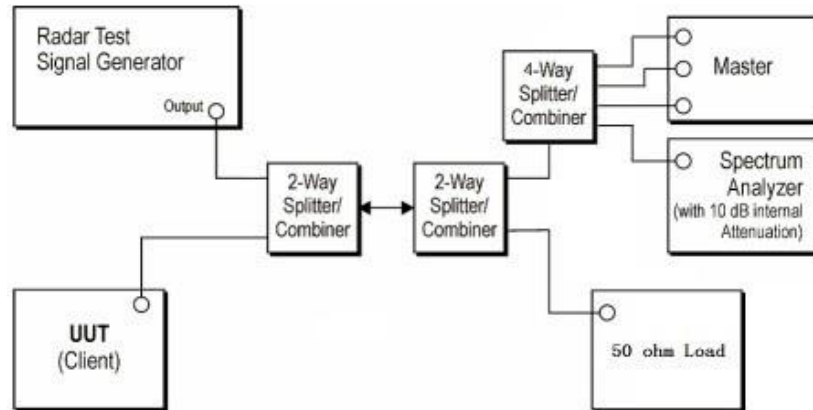 Radar Test
Signal Generator
Output
4-Way
Splitter/
Combiner
Master
2-Way
Splitter/
Combiner
2-Way
Splitter/
Combiner
Spectrum
Analyzer
(with 10 dB internal
Attenuation)
UUT
(Client)
50 ohm Load